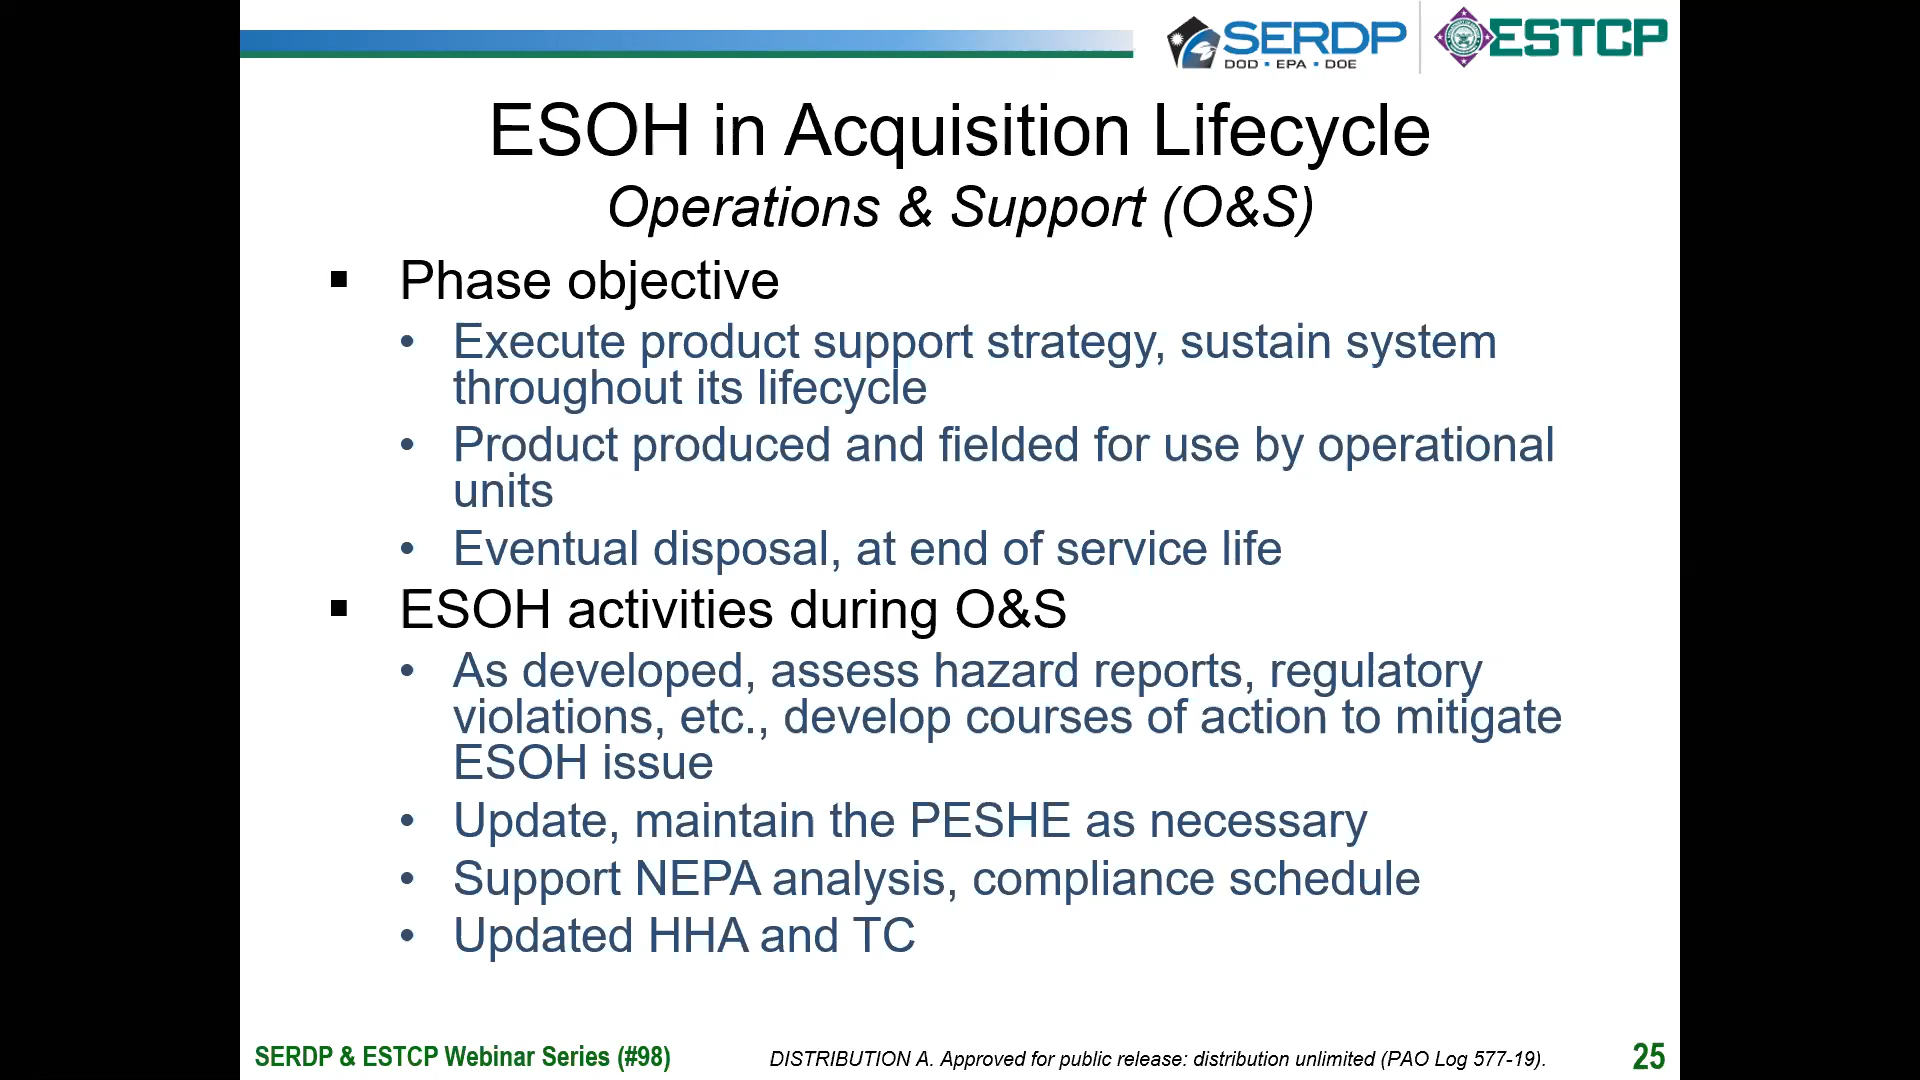 SERDP
DOD • EPA • DOE
ESTCP
ESOH in Acquisition Lifecycle
Operations & Support (O&S)
▪ Phase objective
• Execute product support strategy, sustain system
throughout its lifecycle
• Product produced and fielded for use by operational
units
• Eventual disposal, at end of service life
▪ ESOH activities during O&S
• As developed, assess hazard reports, regulatory
violations, etc., develop courses of action to mitigate
ESOH issue
• Update, maintain the PESHE as necessary
• Support NEPA analysis, compliance schedule
• Updated HHA and TC
SERDP & ESTCP Webinar Series (#98)
DISTRIBUTION A. Approved for public release: distribution unlimited (PAO Log 577-19).
25